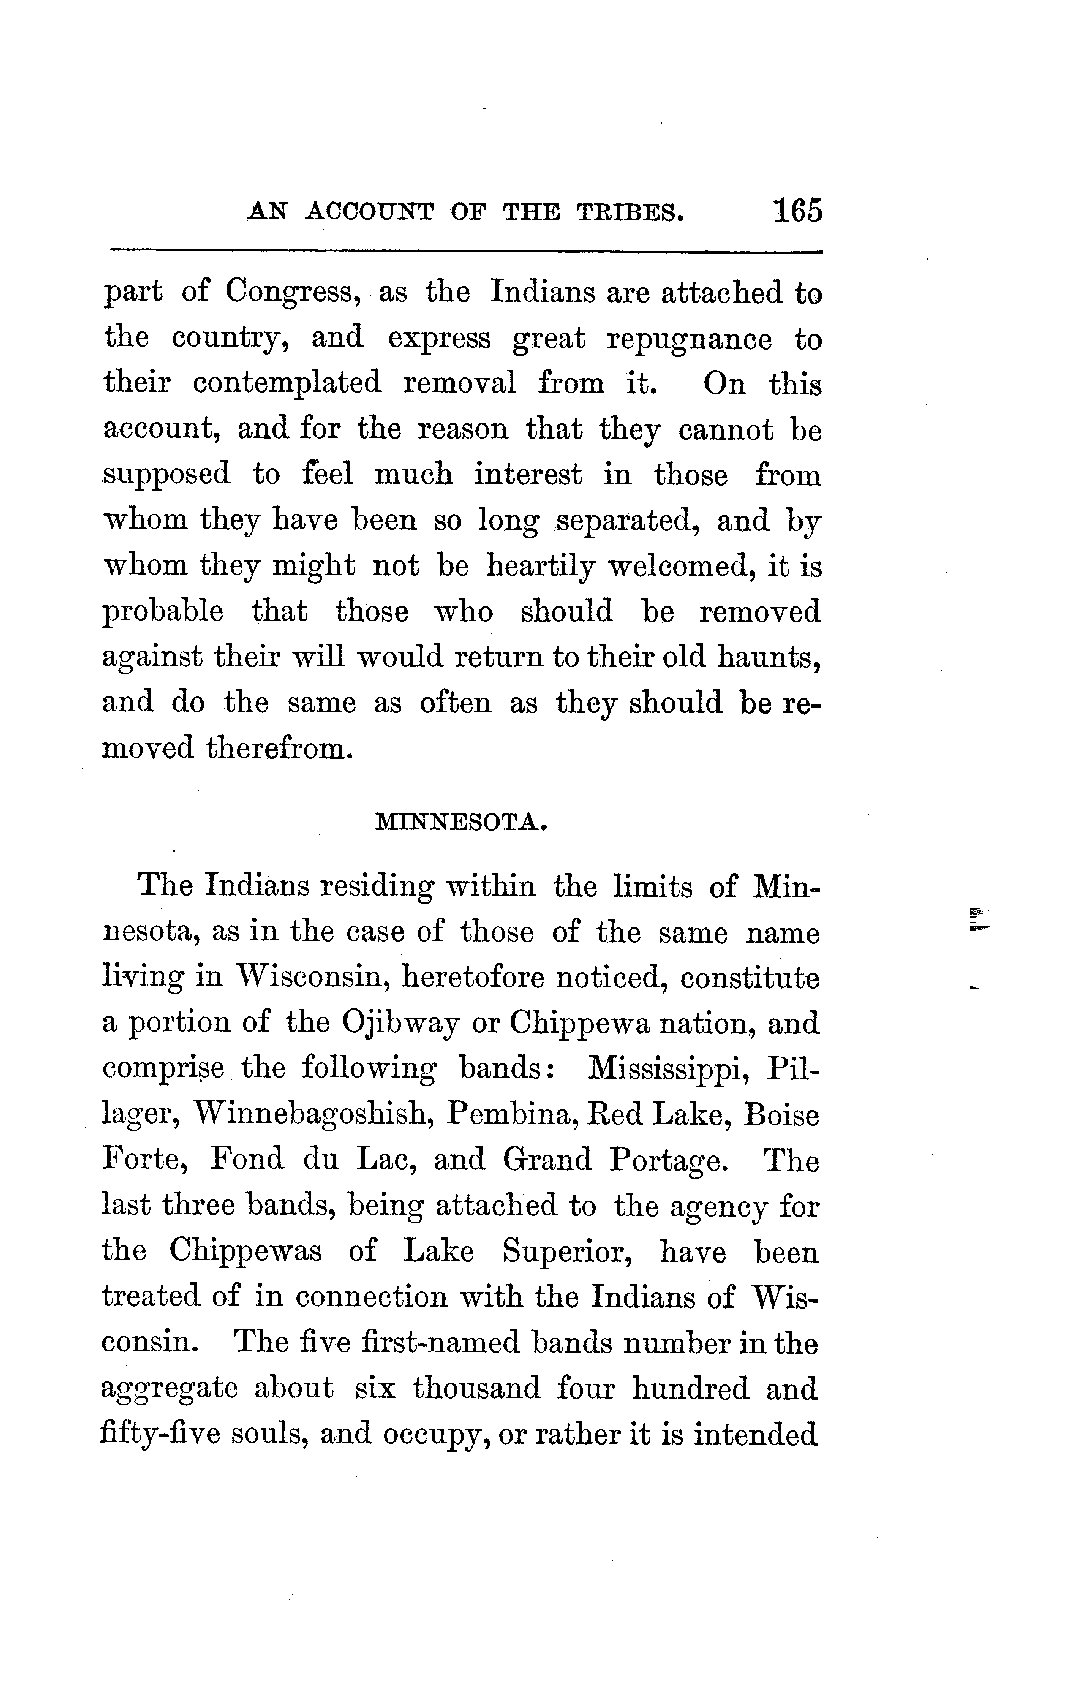 AN ACCOUNT OF THE TRIBES. 165
part of Congress, as the Indians are attached to
the country, and express great repugnance to
their contemplated removal from it. On this
account, and for the reason that they cannot be
supposed to feel much interest in those from
whom they have been so long separated, and by
whom they might not be heartily welcomed, it is
probable that those who should be removed
against their will would return to their old haunts,
and do the same as often as they should be re-
moved therefrom.
MINNESOTA.
The Indians residing within the limits of Min-
nesota, as in the case of those of the same name
living in Wisconsin, heretofore noticed, constitute
a portion of the Ojibway or Chippewa nation, and
comprise the following bands: Mississippi, Pil-
lager, Winnebagoshish, Pembina, Red Lake, Boise
Forte, Fond du Lac, and Grand Portage. The
last three bands, being attached to the agency for
the Chippewas of Lake Superior, have been
treated of in connection with the Indians of Wis-
consin. The five first-named bands number in the
aggregate about six thousand four hundred and
fifty-five souls, and occupy, or rather it is intended